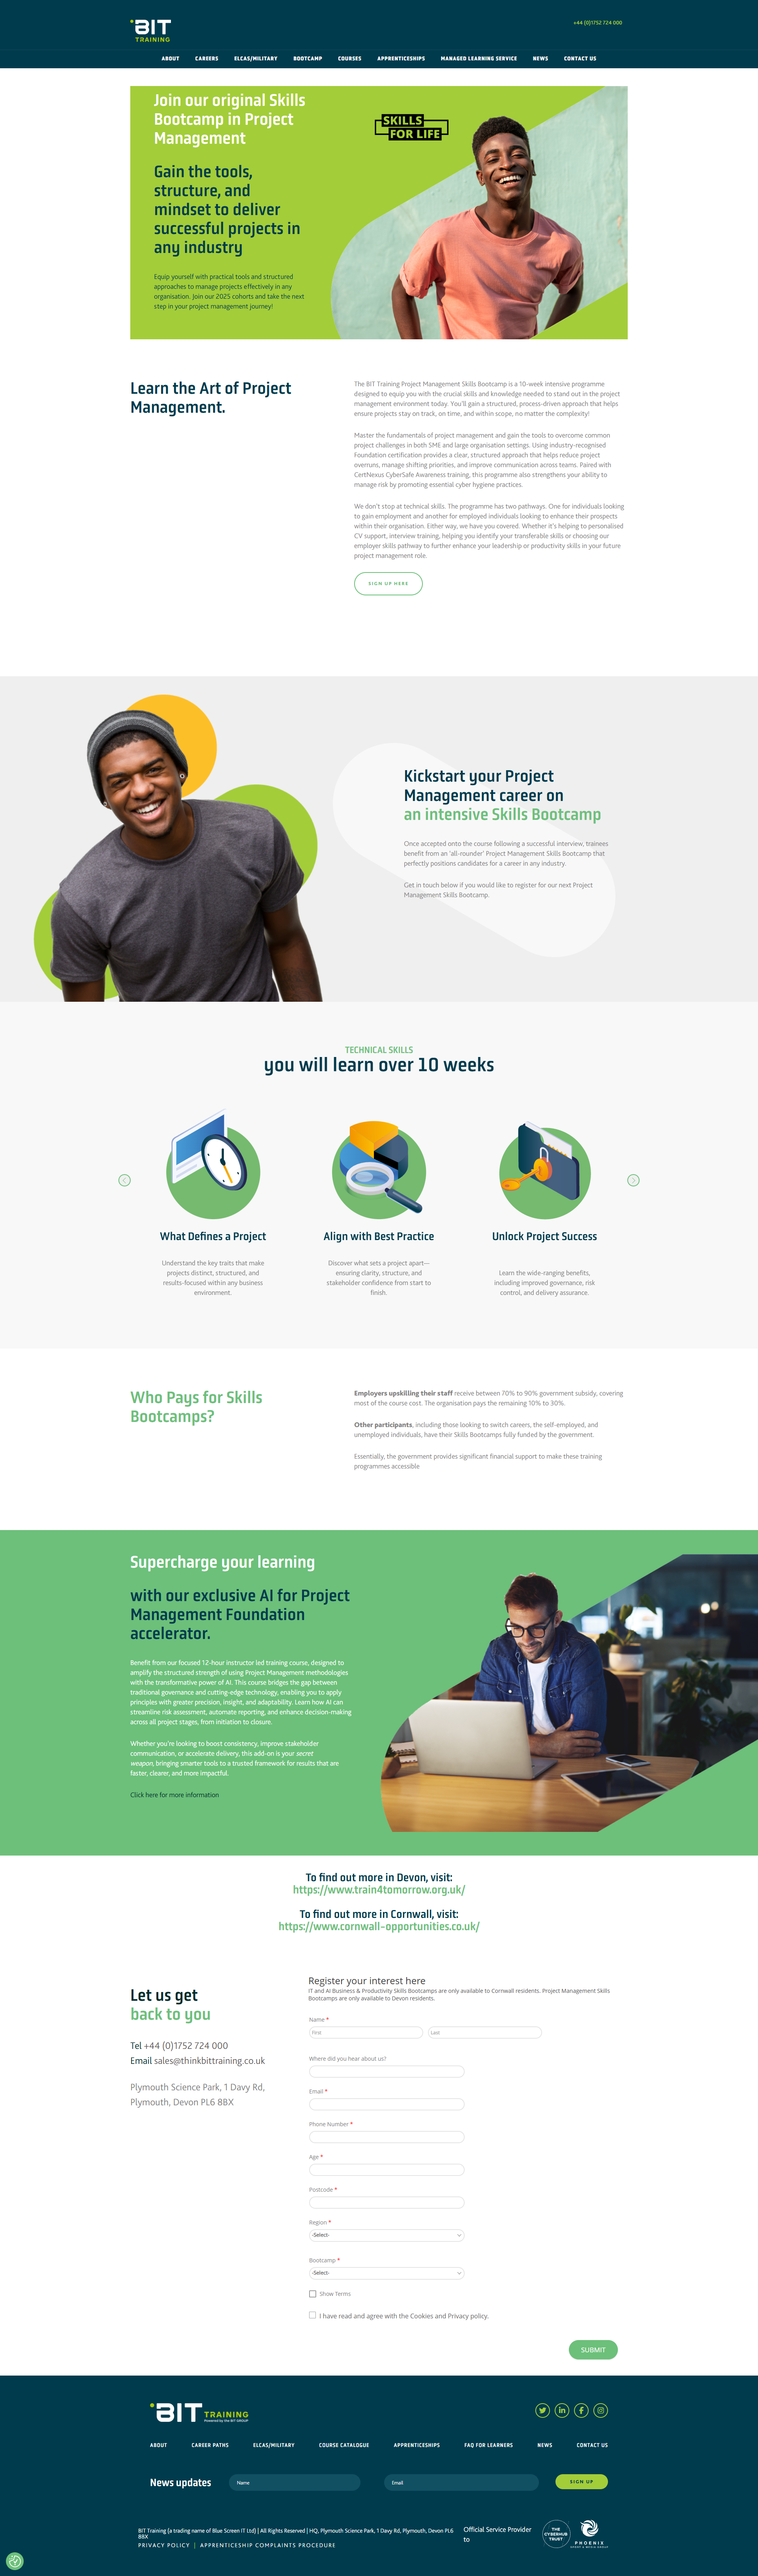 BIT
TRAINING
+44 (0)1752 724 000
ABOUT CAREERS ELCAS/MILITARY BOOTCAMP COURSES APPRENTICESHIPS MANAGED LEARNING SERVICE NEWS CONTACT US
Join our original Skills
Bootcamp in Project
Management
SKILLS
FOR LIFE
Gain the tools,
structure, and
mindset to deliver
successful projects in
any industry
Equip yourself with practical tools and structured
approaches to manage projects effectively in any
organisation. Join our 2025 cohorts and take the next
step in your project management journey!
Learn the Art of Project
Management.
The BIT Training Project Management Skills Bootcamp is a 10-week intensive programme
designed to equip you with the crucial skills and knowledge needed to stand out in the project
management environment today. You'll gain a structured, process-driven approach that helps
ensure projects stay on track, on time, and within scope, no matter the complexity!
Master the fundamentals of project management and gain the tools to overcome common
project challenges in both SME and large organisation settings. Using industry-recognised
Foundation certification provides a clear, structured approach that helps reduce project
overruns, manage shifting priorities, and improve communication across teams. Paired with
CertNexus CyberSafe Awareness training, this programme also strengthens your ability to
manage risk by promoting essential cyber hygiene practices.
We don't stop at technical skills. The programme has two pathways. One for individuals looking
to gain employment and another for employed individuals looking to enhance their prospects
within their organisation. Either way, we have you covered. Whether it's helping to personalised
CV support, interview training, helping you identify your transferable skills or choosing our
employer skills pathway to further enhance your leadership or productivity skills in your future
project management role.
SIGN UP HERE
Kickstart your Project
Management career on
an intensive Skills Bootcamp
Once accepted onto the course following a successful interview, trainees
benefit from an 'all-rounder' Project Management Skills Bootcamp that
perfectly positions candidates for a career in any industry.
Get in touch below if you would like to register for our next Project
Management Skills Bootcamp.
TECHNICAL SKILLS
you will learn over 10 weeks
What Defines a Project
Understand the key traits that make
projects distinct, structured, and
results-focused within any business
environment.
Align with Best Practice
Discover what sets a project apart—
ensuring clarity, structure, and
stakeholder confidence from start to
finish.
Unlock Project Success
Learn the wide-ranging benefits,
including improved governance, risk
control, and delivery assurance.
Who Pays for Skills
Bootcamps?
Employers upskilling their staff receive between 70% to 90% government subsidy, covering
most of the course cost. The organisation pays the remaining 10% to 30%.
Other participants, including those looking to switch careers, the self-employed, and
unemployed individuals, have their Skills Bootcamps fully funded by the government.
Essentially, the government provides significant financial support to make these training
programmes accessible
Supercharge your learning
with our exclusive AI for Project
Management Foundation
accelerator.
Benefit from our focused 12-hour instructor led training course, designed to
amplify the structured strength of using Project Management methodologies
with the transformative power of AI. This course bridges the gap between
traditional governance and cutting-edge technology, enabling you to apply
principles with greater precision, insight, and adaptability. Learn how AI can
streamline risk assessment, automate reporting, and enhance decision-making
across all project stages, from initiation to closure.
Whether you're looking to boost consistency, improve stakeholder
communication, or accelerate delivery, this add-on is your secret
weapon, bringing smarter tools to a trusted framework for results that are
faster, clearer, and more impactful.
Click here for more information
To find out more in Devon, visit:
https://www.train4tomorrow.org.uk/
To find out more in Cornwall, visit:
https://www.cornwall-opportunities.co.uk/
Let us get
back to you
Tel +44 (0)1752 724 000
Email sales@thinkbittraining.co.uk
Plymouth Science Park, 1 Davy Rd,
Plymouth, Devon PL6 8BX
Register your interest here
IT and AI Business & Productivity Skills Bootcamps are only available to Cornwall residents. Project Management Skills
Bootcamps are only available to Devon residents.
Name *
First Last
Where did you hear about us?
Email *
Phone Number *
Age *
Postcode *
Region *
-Select-
Bootcamp *
-Select-
Show Terms
I have read and agree with the Cookies and Privacy policy.
SUBMIT
BIT TRAINING
Powered by the BIT GROUP
ABOUT CAREER PATHS ELCAS/MILITARY COURSE CATALOGUE APPRENTICESHIPS FAQ FOR LEARNERS NEWS CONTACT US
News updates Name Email SIGN UP
BIT Training (a trading name of Blue Screen IT Ltd) | All Rights Reserved | HQ, Plymouth Science Park, 1 Davy Rd, Plymouth, Devon PL6
8BX
PRIVACY POLICY | APPRENTICESHIP COMPLAINTS PROCEDURE
Official Service Provider
to
THE
CYBERHUB
TRUST
PHOENIX